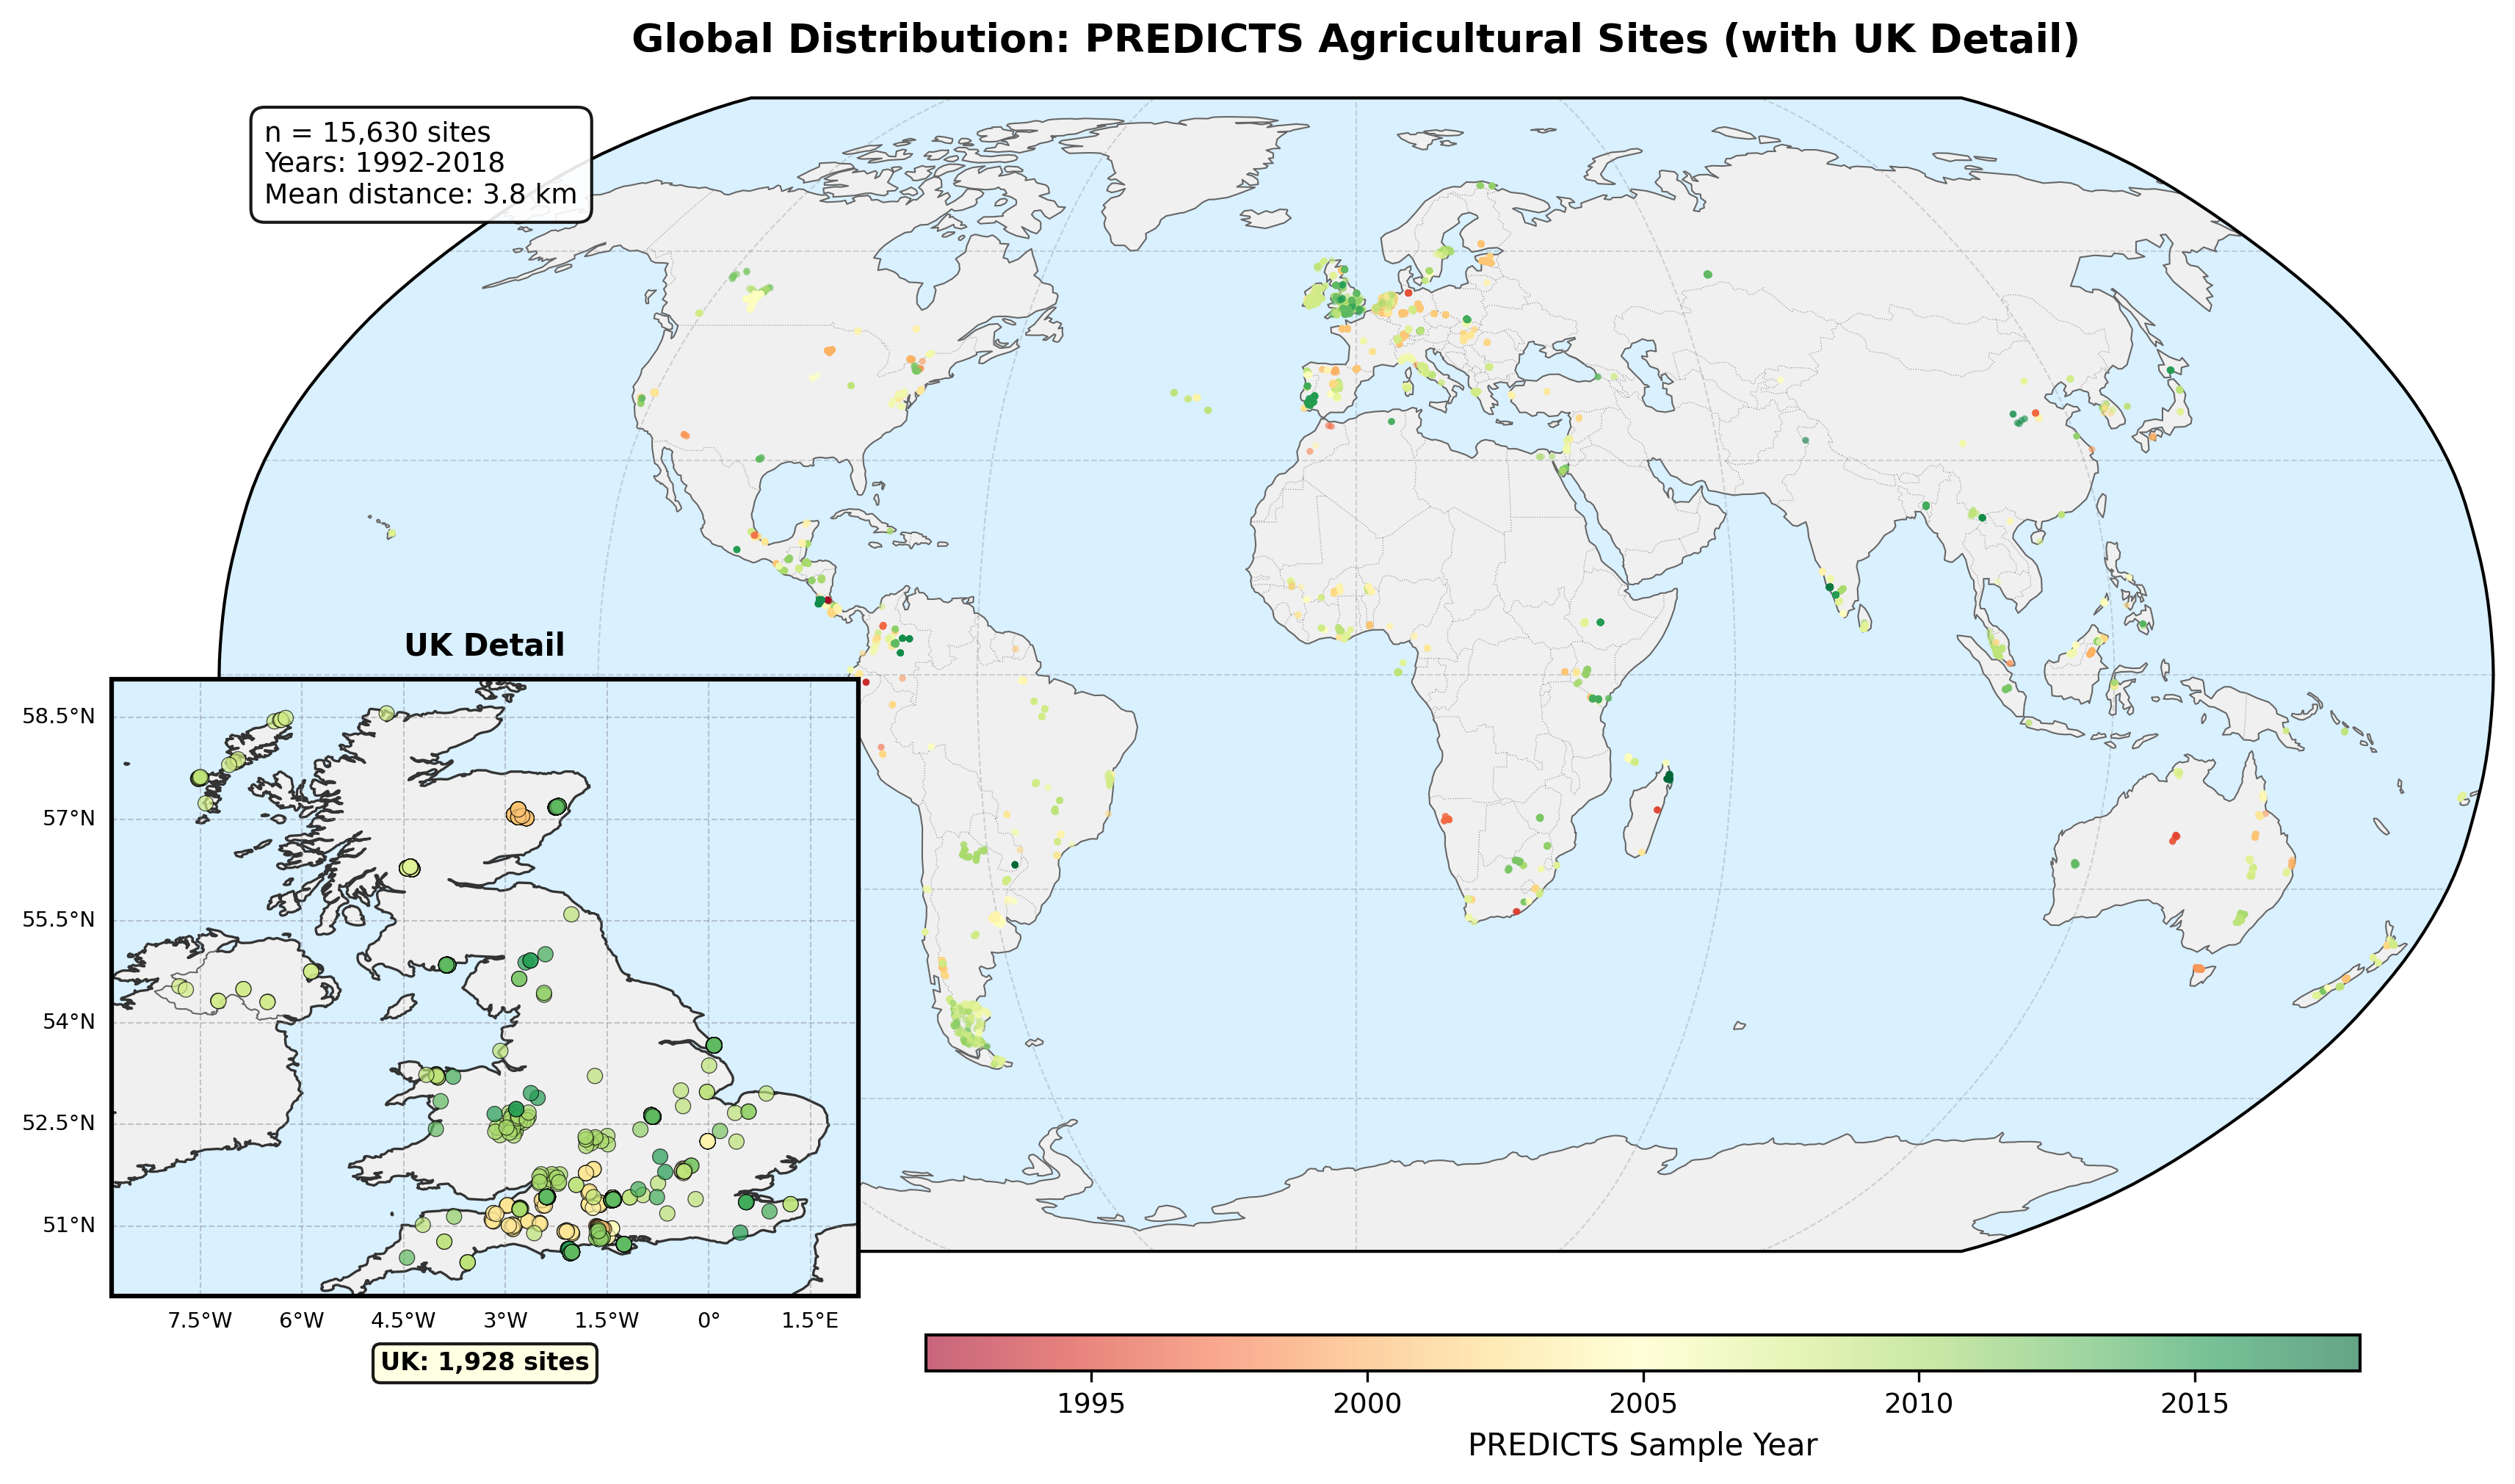 Global Distribution: PREDICTS Agricultural Sites (with UK Detail)
n = 15,630 sites
Years: 1992-2018
Mean distance: 3.8 km
UK Detail
58.5°N
57°N
55.5°N
54°N
52.5°N
51°N
7.5°W 6°W 4.5°W 3°W 1.5°W 0° 1.5°E
UK: 1,928 sites
1995 2000 2005 2010 2015
PREDICTS Sample Year